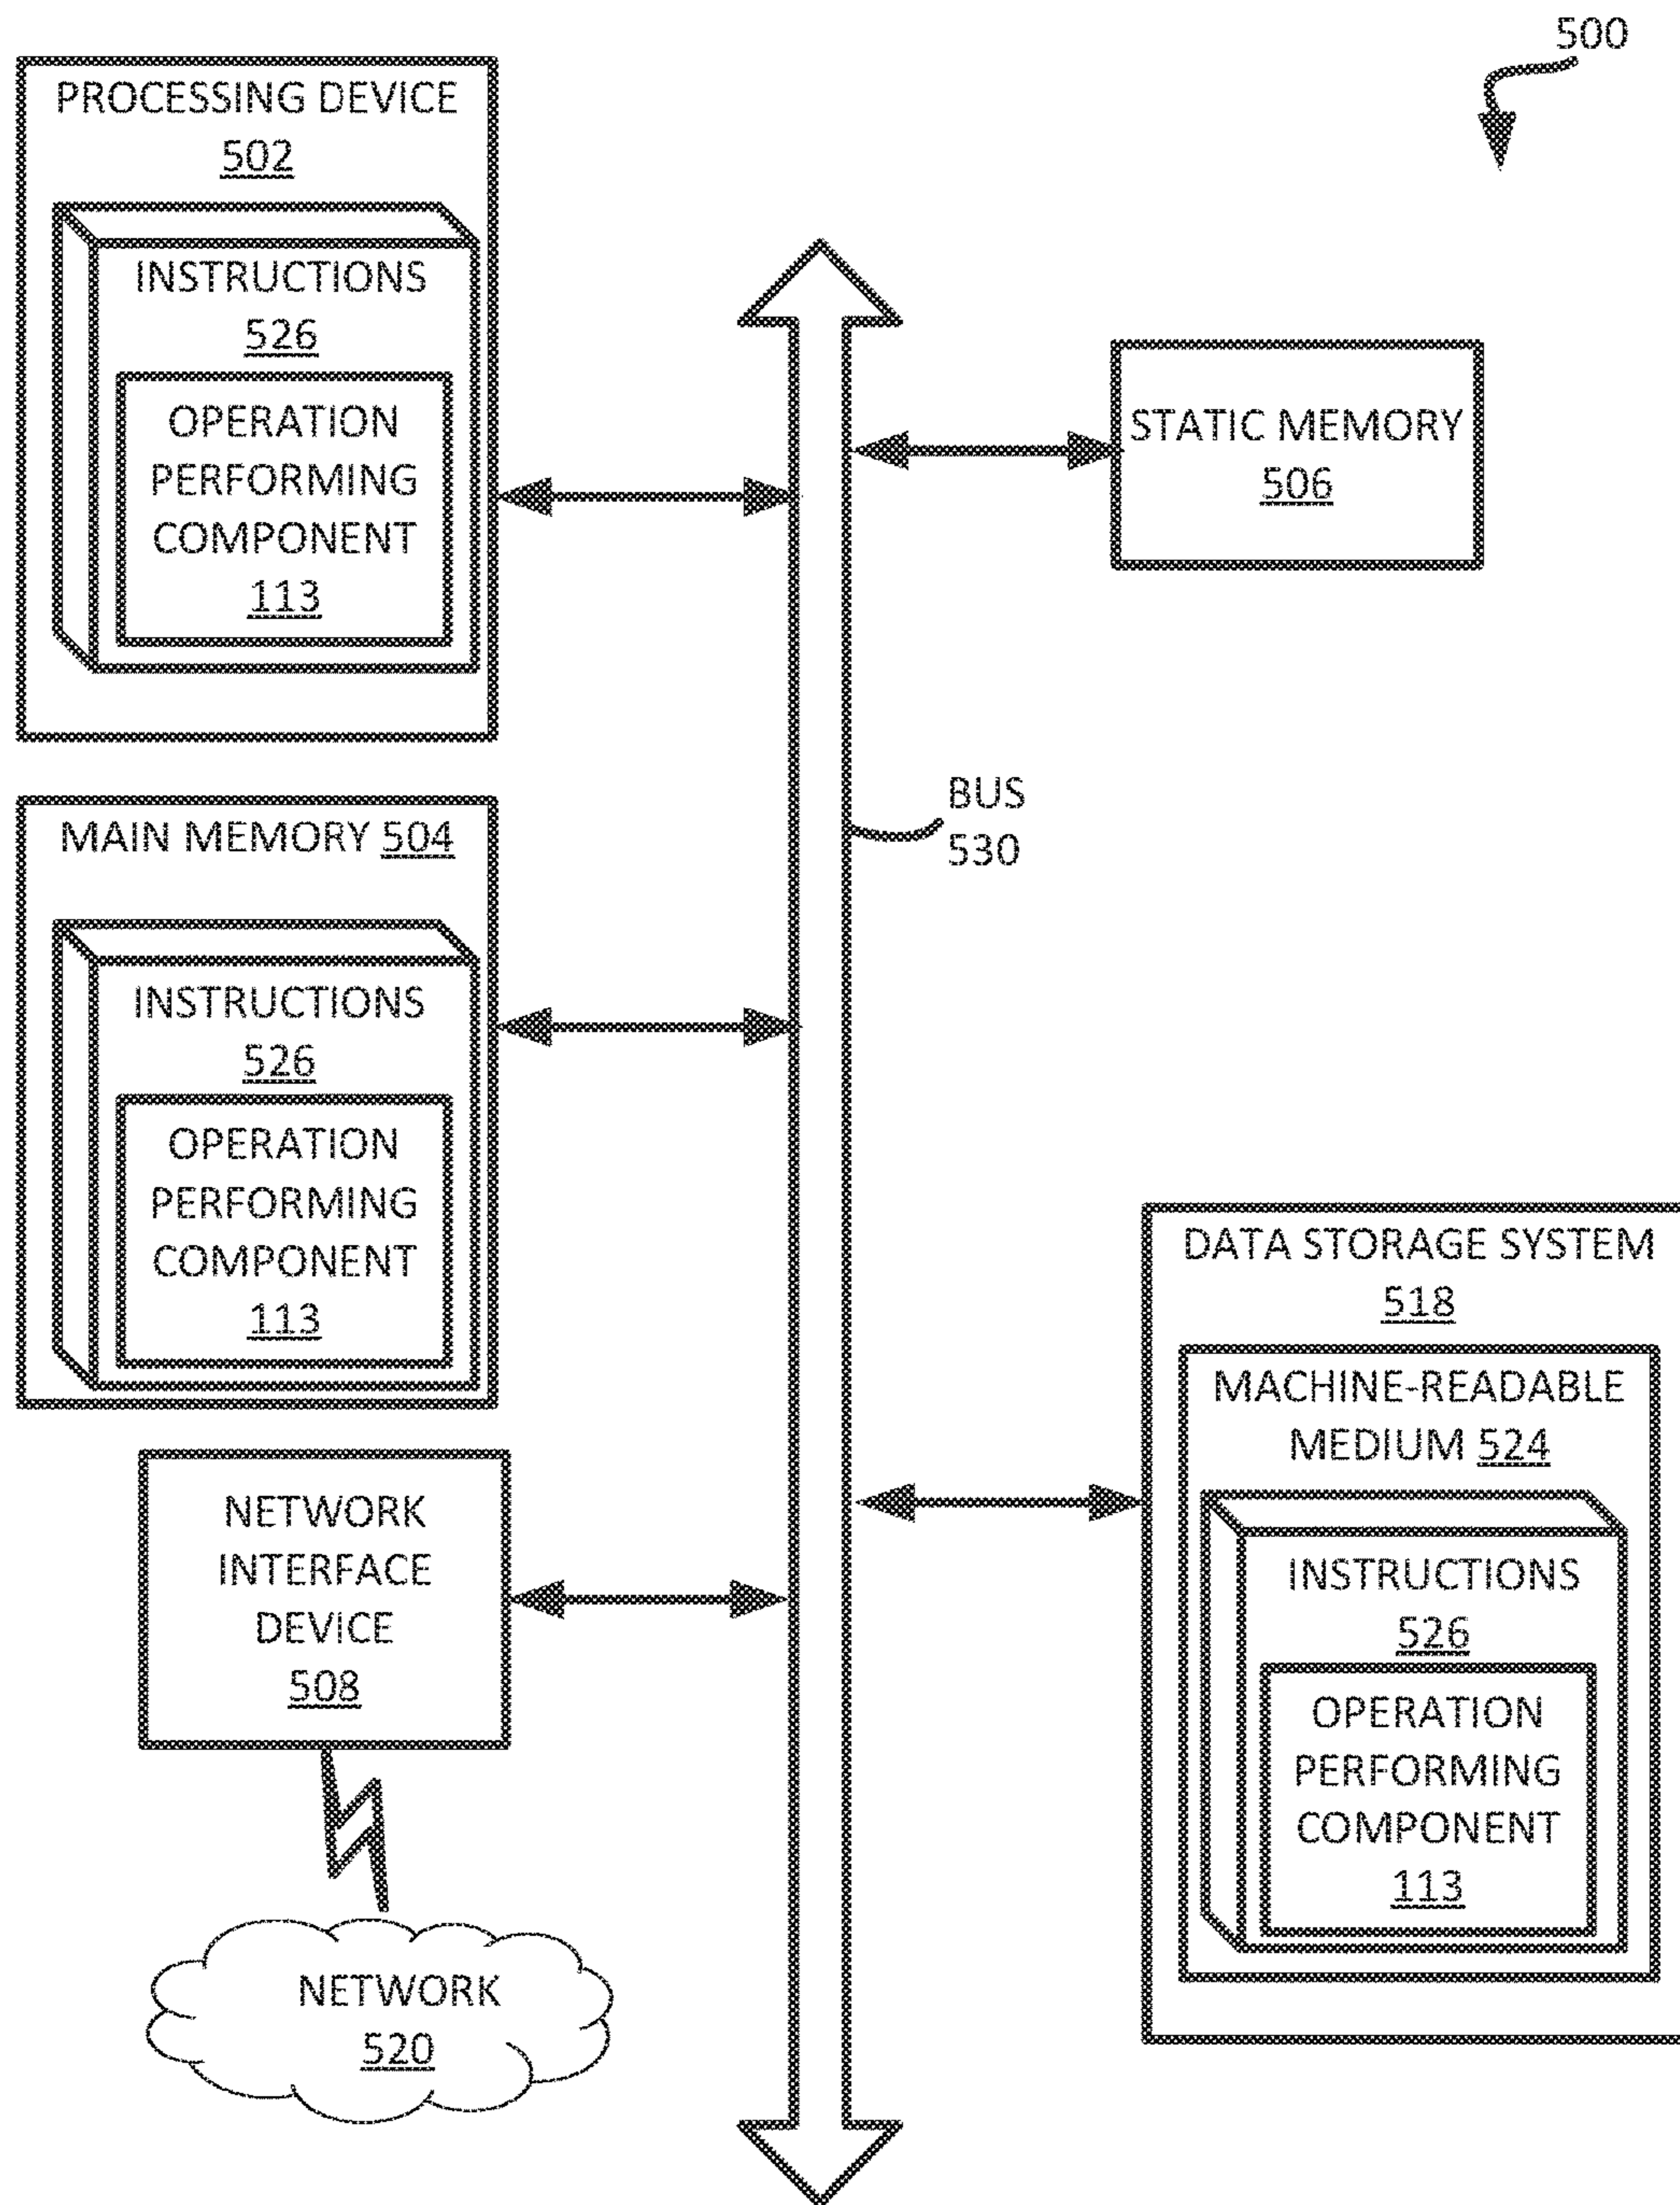 500
PROCESSING DEVICE
502
INSTRUCTIONS
526
OPERATION
PERFORMING
COMPONENT
113
STATIC MEMORY
506
BUS
530
MAIN MEMORY 504
INSTRUCTIONS
526
OPERATION
PERFORMING
COMPONENT
113
NETWORK
INTERFACE
DEVICE
508
NETWORK
520
DATA STORAGE SYSTEM
518
MACHINE-READABLE
MEDIUM 524
INSTRUCTIONS
526
OPERATION
PERFORMING
COMPONENT
113